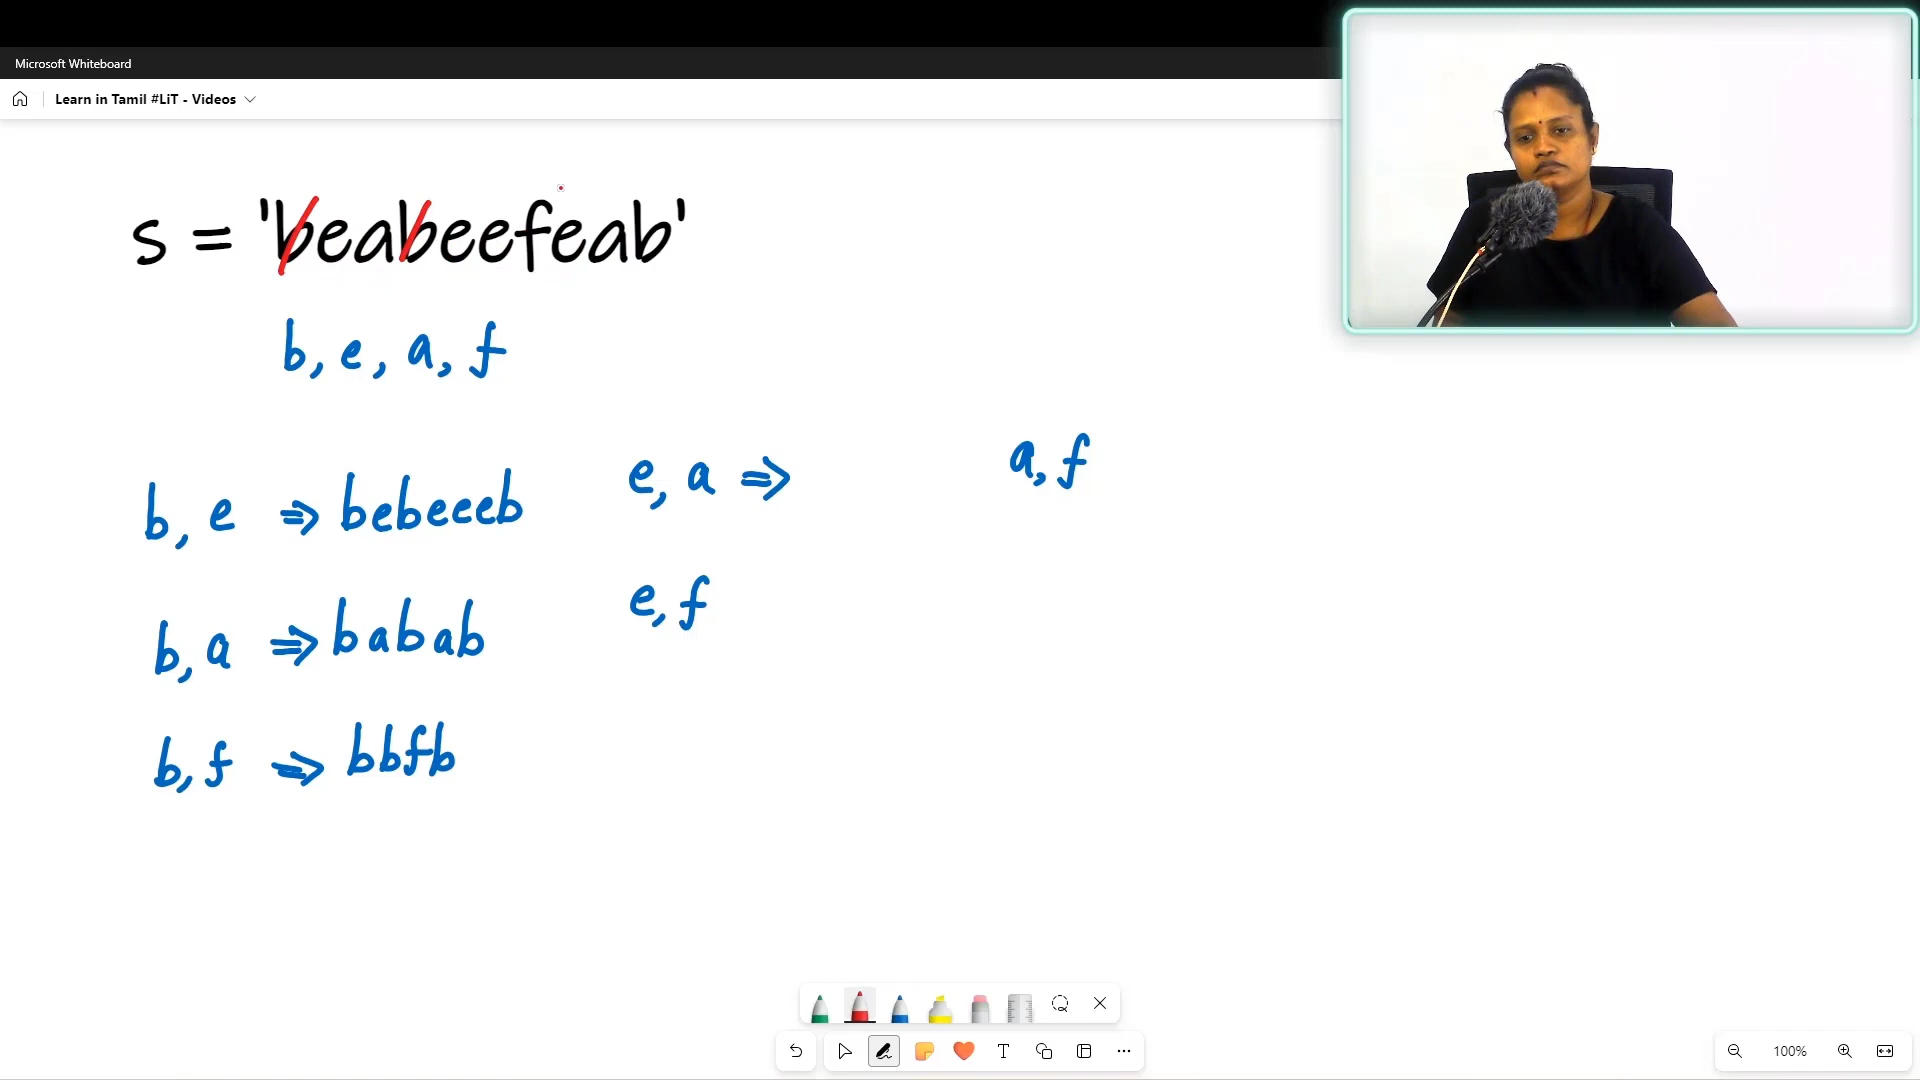 Microsoft Whiteboard
Learn in Tamil #LiT - Videos
s = 'beabeefeab'
b, e, a, f
b, e ⇒ bebeeeb
b, a ⇒ babab
b, f ⇒ bbfb
e, a ⇒
e, f
a, f
100%